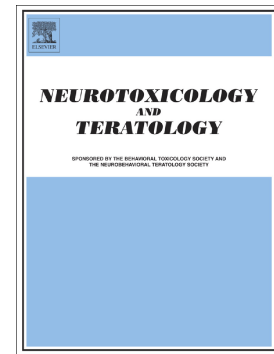 ELSEVIER
NEUROTOXICOLOGY
AND
TERATOLOGY
SPONSORED BY THE BEHAVIORAL TOXICOLOGY SOCIETY AND
THE NEUROBEHAVIORAL TERATOLOGY SOCIETY